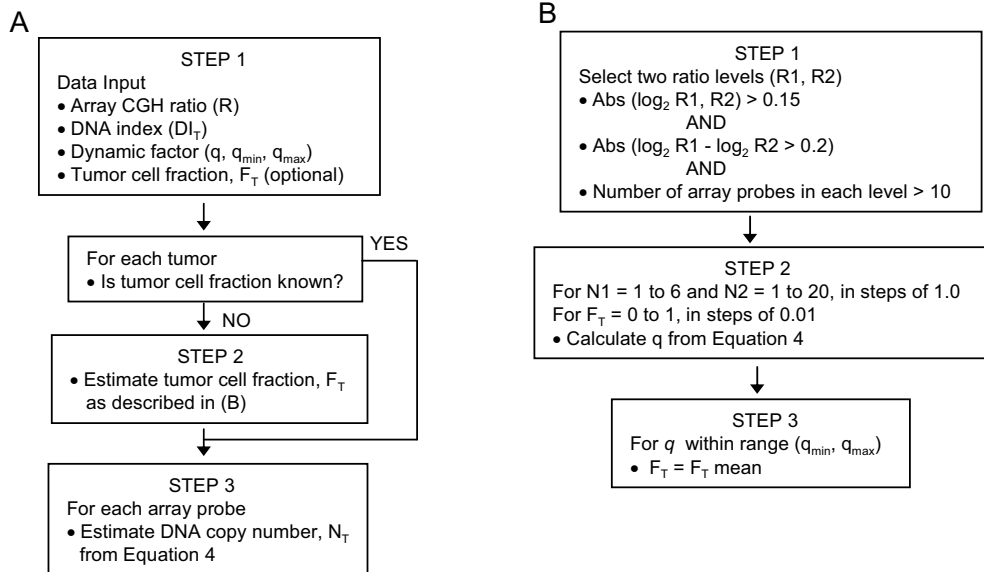 A
STEP 1
Data Input
• Array CGH ratio (R)
• DNA index (DI_T)
• Dynamic factor (q, q_min, q_max)
• Tumor cell fraction, F_T (optional)
For each tumor
• Is tumor cell fraction known?
YES
NO
STEP 2
• Estimate tumor cell fraction, F_T
as described in (B)
STEP 3
For each array probe
• Estimate DNA copy number, N_T
from Equation 4
B
STEP 1
Select two ratio levels (R1, R2)
• Abs (log_2 R1, R2) > 0.15
AND
• Abs (log_2 R1 - log_2 R2 > 0.2)
AND
• Number of array probes in each level > 10
STEP 2
For N1 = 1 to 6 and N2 = 1 to 20, in steps of 1.0
For F_T = 0 to 1, in steps of 0.01
• Calculate q from Equation 4
STEP 3
For q within range (q_min, q_max)
• F_T = F_T mean